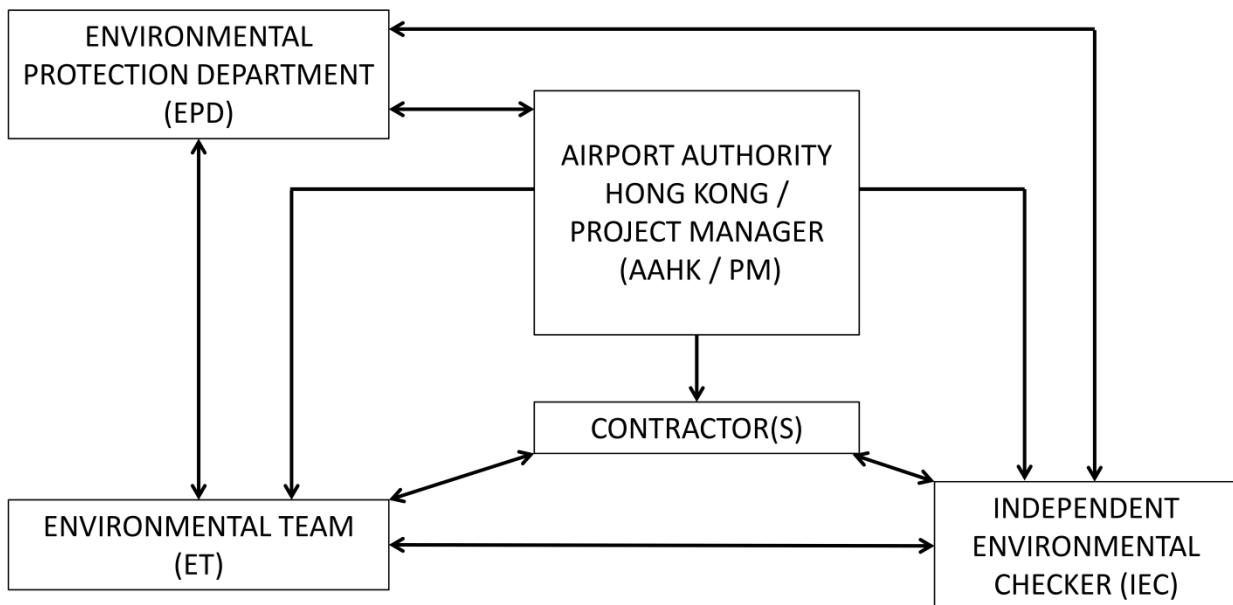 ENVIRONMENTAL
PROTECTION DEPARTMENT
(EPD)
AIRPORT AUTHORITY
HONG KONG /
PROJECT MANAGER
(AAHK / PM)
CONTRACTOR(S)
ENVIRONMENTAL TEAM
(ET)
INDEPENDENT
ENVIRONMENTAL
CHECKER (IEC)